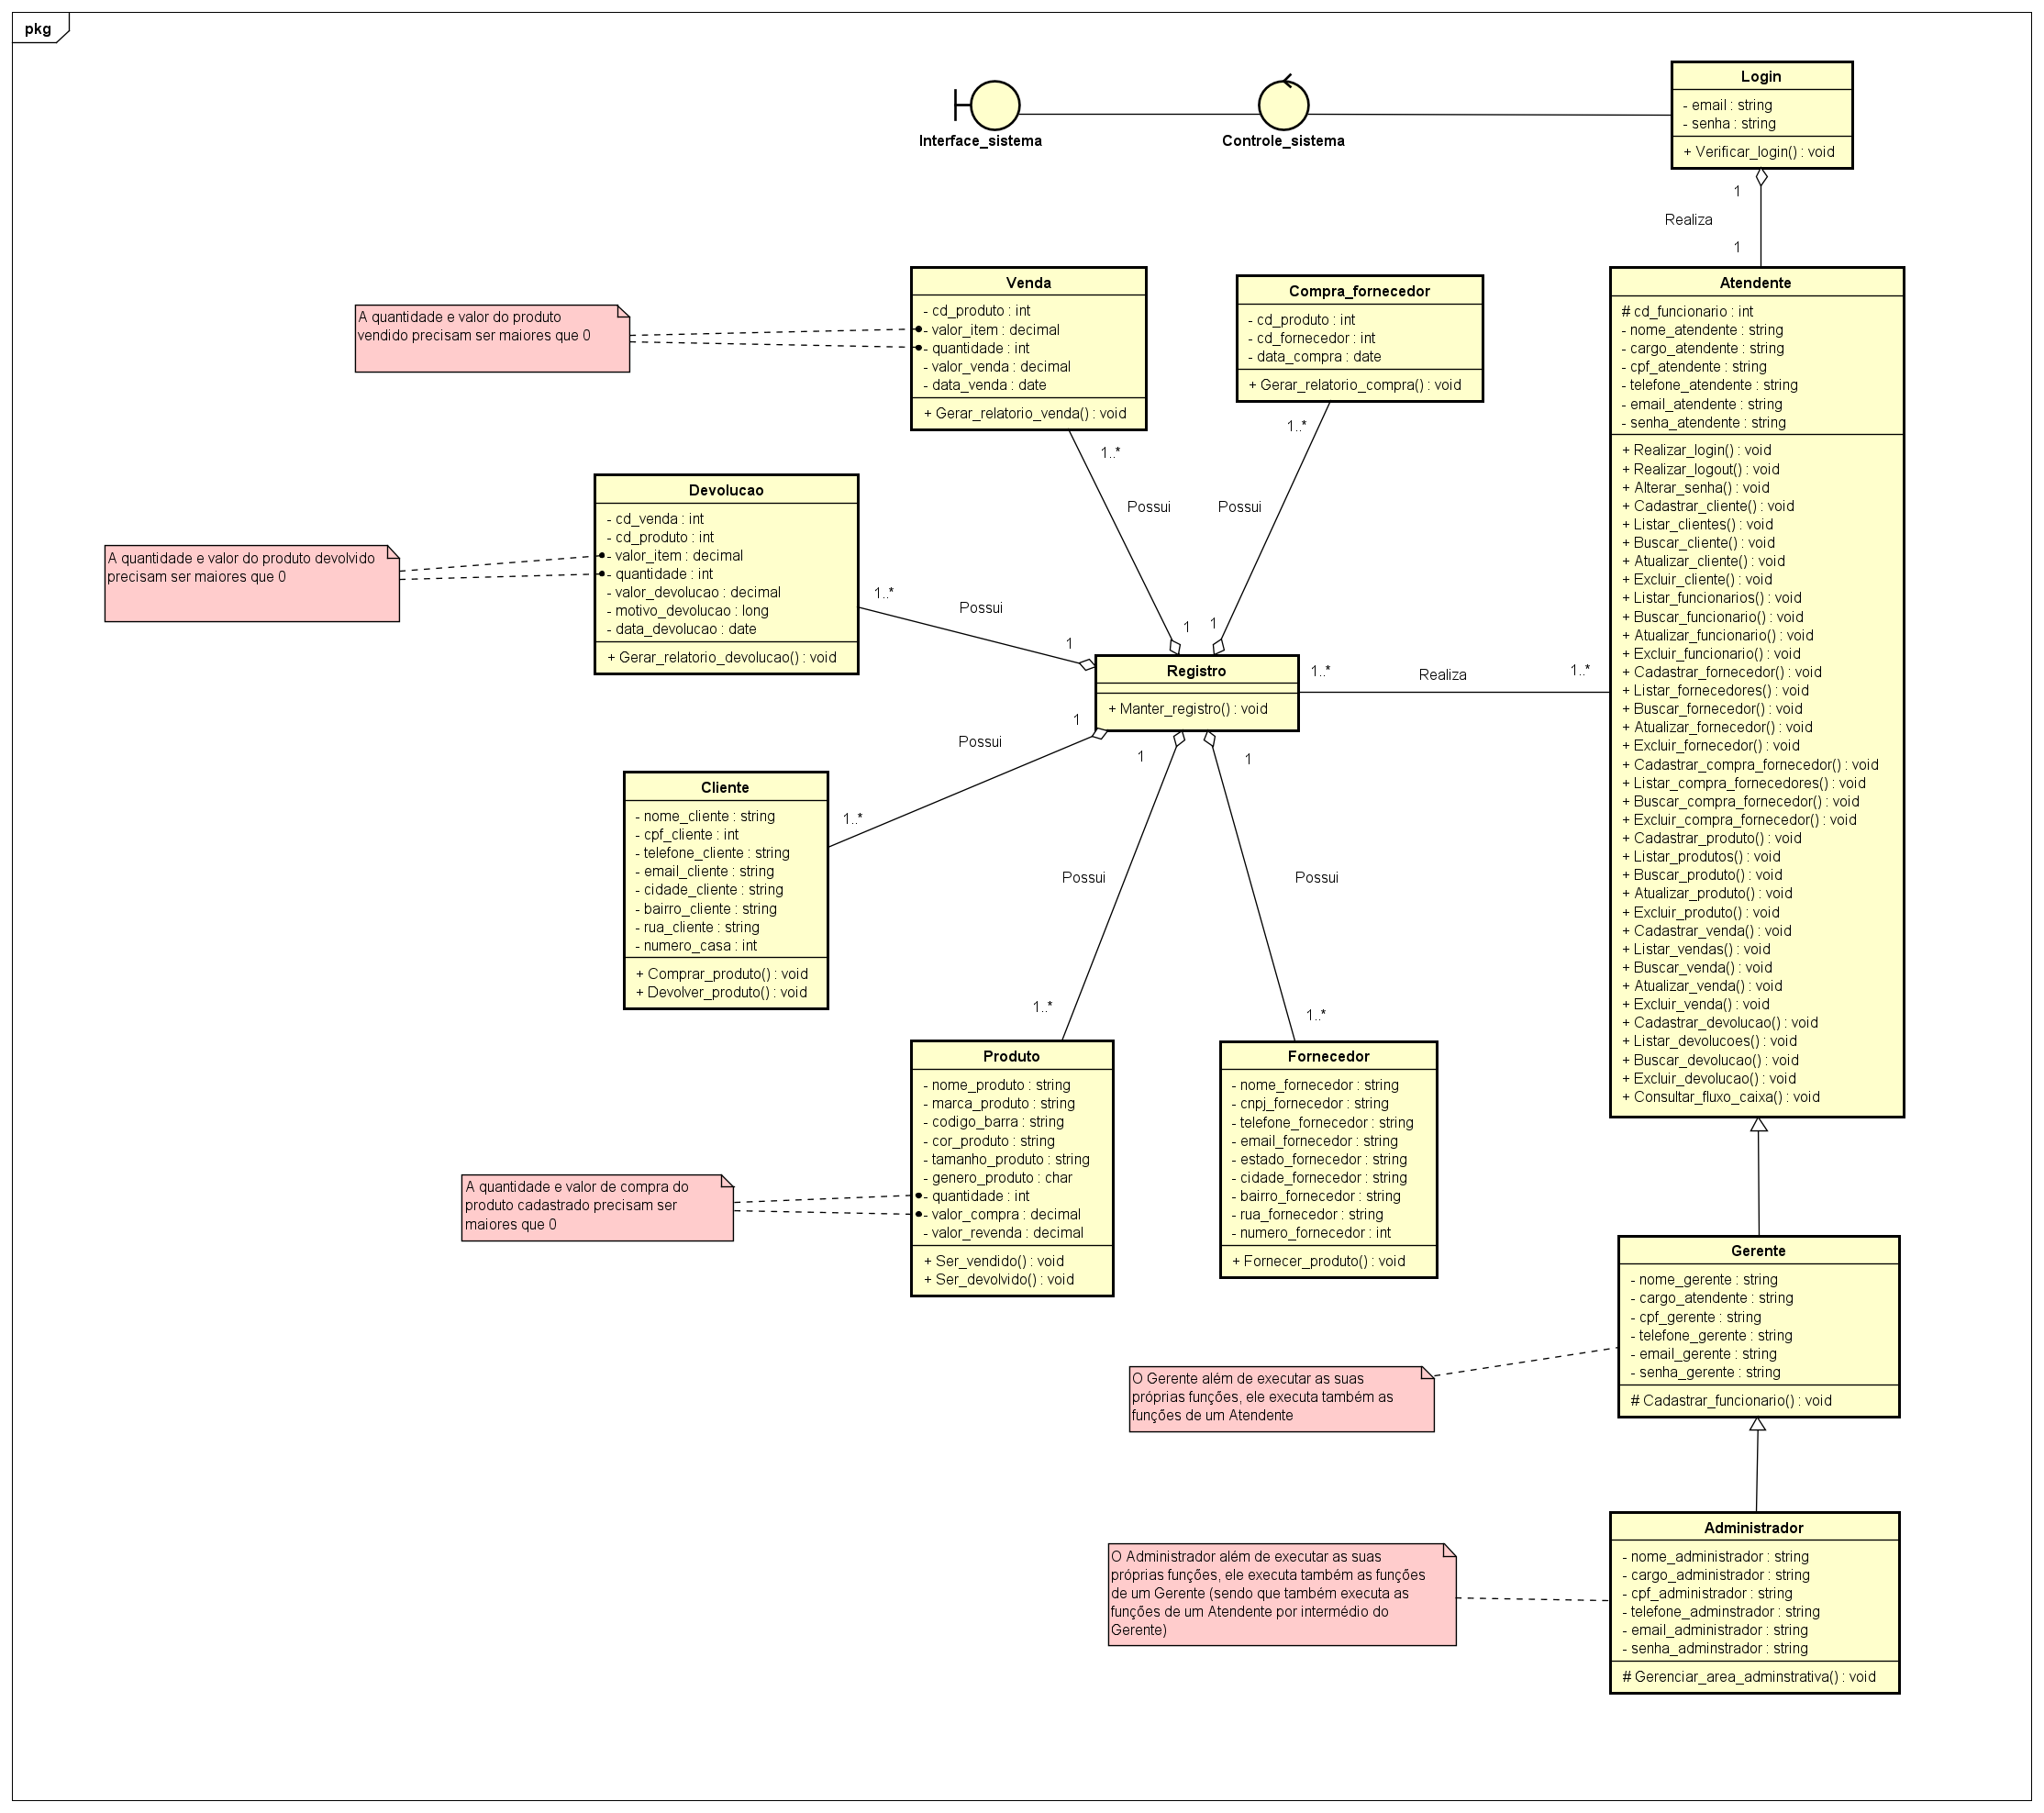 pkg
Interface_sistema
Controle_sistema
Login
- email : string
- senha : string
+ Verificar_login() : void
1
Realiza
1
A quantidade e valor do produto
vendido precisam ser maiores que 0
Venda
- cd_produto : int
- valor_item : decimal
- quantidade : int
- valor_venda : decimal
- data_venda : date
+ Gerar_relatorio_venda() : void
1..*
Possui
1
Compra_fornecedor
- cd_produto : int
- cd_fornecedor : int
- data_compra : date
+ Gerar_relatorio_compra() : void
1..*
Possui
1
Atendente
# cd_funcionario : int
- nome_atendente : string
- cargo_atendente : string
- cpf_atendente : string
- telefone_atendente : string
- email_atendente : string
- senha_atendente : string
+ Realizar_login() : void
+ Realizar_logout() : void
+ Alterar_senha() : void
+ Cadastrar_cliente() : void
+ Listar_clientes() : void
+ Buscar_cliente() : void
+ Atualizar_cliente() : void
+ Excluir_cliente() : void
+ Listar_funcionarios() : void
+ Buscar_funcionario() : void
+ Atualizar_funcionario() : void
+ Excluir_funcionario() : void
+ Cadastrar_fornecedor() : void
+ Listar_fornecedores() : void
+ Buscar_fornecedor() : void
+ Atualizar_fornecedor() : void
+ Excluir_fornecedor() : void
+ Cadastrar_compra_fornecedor() : void
+ Listar_compra_fornecedores() : void
+ Buscar_compra_fornecedor() : void
+ Excluir_compra_fornecedor() : void
+ Cadastrar_produto() : void
+ Listar_produtos() : void
+ Buscar_produto() : void
+ Atualizar_produto() : void
+ Excluir_produto() : void
+ Cadastrar_venda() : void
+ Listar_vendas() : void
+ Buscar_venda() : void
+ Atualizar_venda() : void
+ Excluir_venda() : void
+ Cadastrar_devolucao() : void
+ Listar_devolucoes() : void
+ Buscar_devolucao() : void
+ Excluir_devolucao() : void
+ Consultar_fluxo_caixa() : void
A quantidade e valor do produto devolvido
precisam ser maiores que 0
Devolucao
- cd_venda : int
- cd_produto : int
- valor_item : decimal
- quantidade : int
- valor_devolucao : decimal
- motivo_devolucao : long
- data_devolucao : date
+ Gerar_relatorio_devolucao() : void
1..*
Possui
1
Registro
+ Manter_registro() : void
1..*
Realiza
1..*
1
Possui
1..*
Cliente
- nome_cliente : string
- cpf_cliente : int
- telefone_cliente : string
- email_cliente : string
- cidade_cliente : string
- bairro_cliente : string
- rua_cliente : string
- numero_casa : int
+ Comprar_produto() : void
+ Devolver_produto() : void
1
Possui
1..*
1
Possui
1..*
A quantidade e valor de compra do
produto cadastrado precisam ser
maiores que 0
Produto
- nome_produto : string
- marca_produto : string
- codigo_barra : string
- cor_produto : string
- tamanho_produto : string
- genero_produto : char
- quantidade : int
- valor_compra : decimal
- valor_revenda : decimal
+ Ser_vendido() : void
+ Ser_devolvido() : void
Fornecedor
- nome_fornecedor : string
- cnpj_fornecedor : string
- telefone_fornecedor : string
- email_fornecedor : string
- estado_fornecedor : string
- cidade_fornecedor : string
- bairro_fornecedor : string
- rua_fornecedor : string
- numero_fornecedor : int
+ Fornecer_produto() : void
Gerente
- nome_gerente : string
- cargo_atendente : string
- cpf_gerente : string
- telefone_gerente : string
- email_gerente : string
- senha_gerente : string
# Cadastrar_funcionario() : void
O Gerente além de executar as suas
próprias funções, ele executa também as
funções de um Atendente
O Administrador além de executar as suas
próprias funções, ele executa também as funções
de um Gerente (sendo que também executa as
funções de um Atendente por intermédio do
Gerente)
Administrador
- nome_administrador : string
- cargo_administrador : string
- cpf_administrador : string
- telefone_adminstrador : string
- email_administrador : string
- senha_adminstrador : string
# Gerenciar_area_adminstrativa() : void